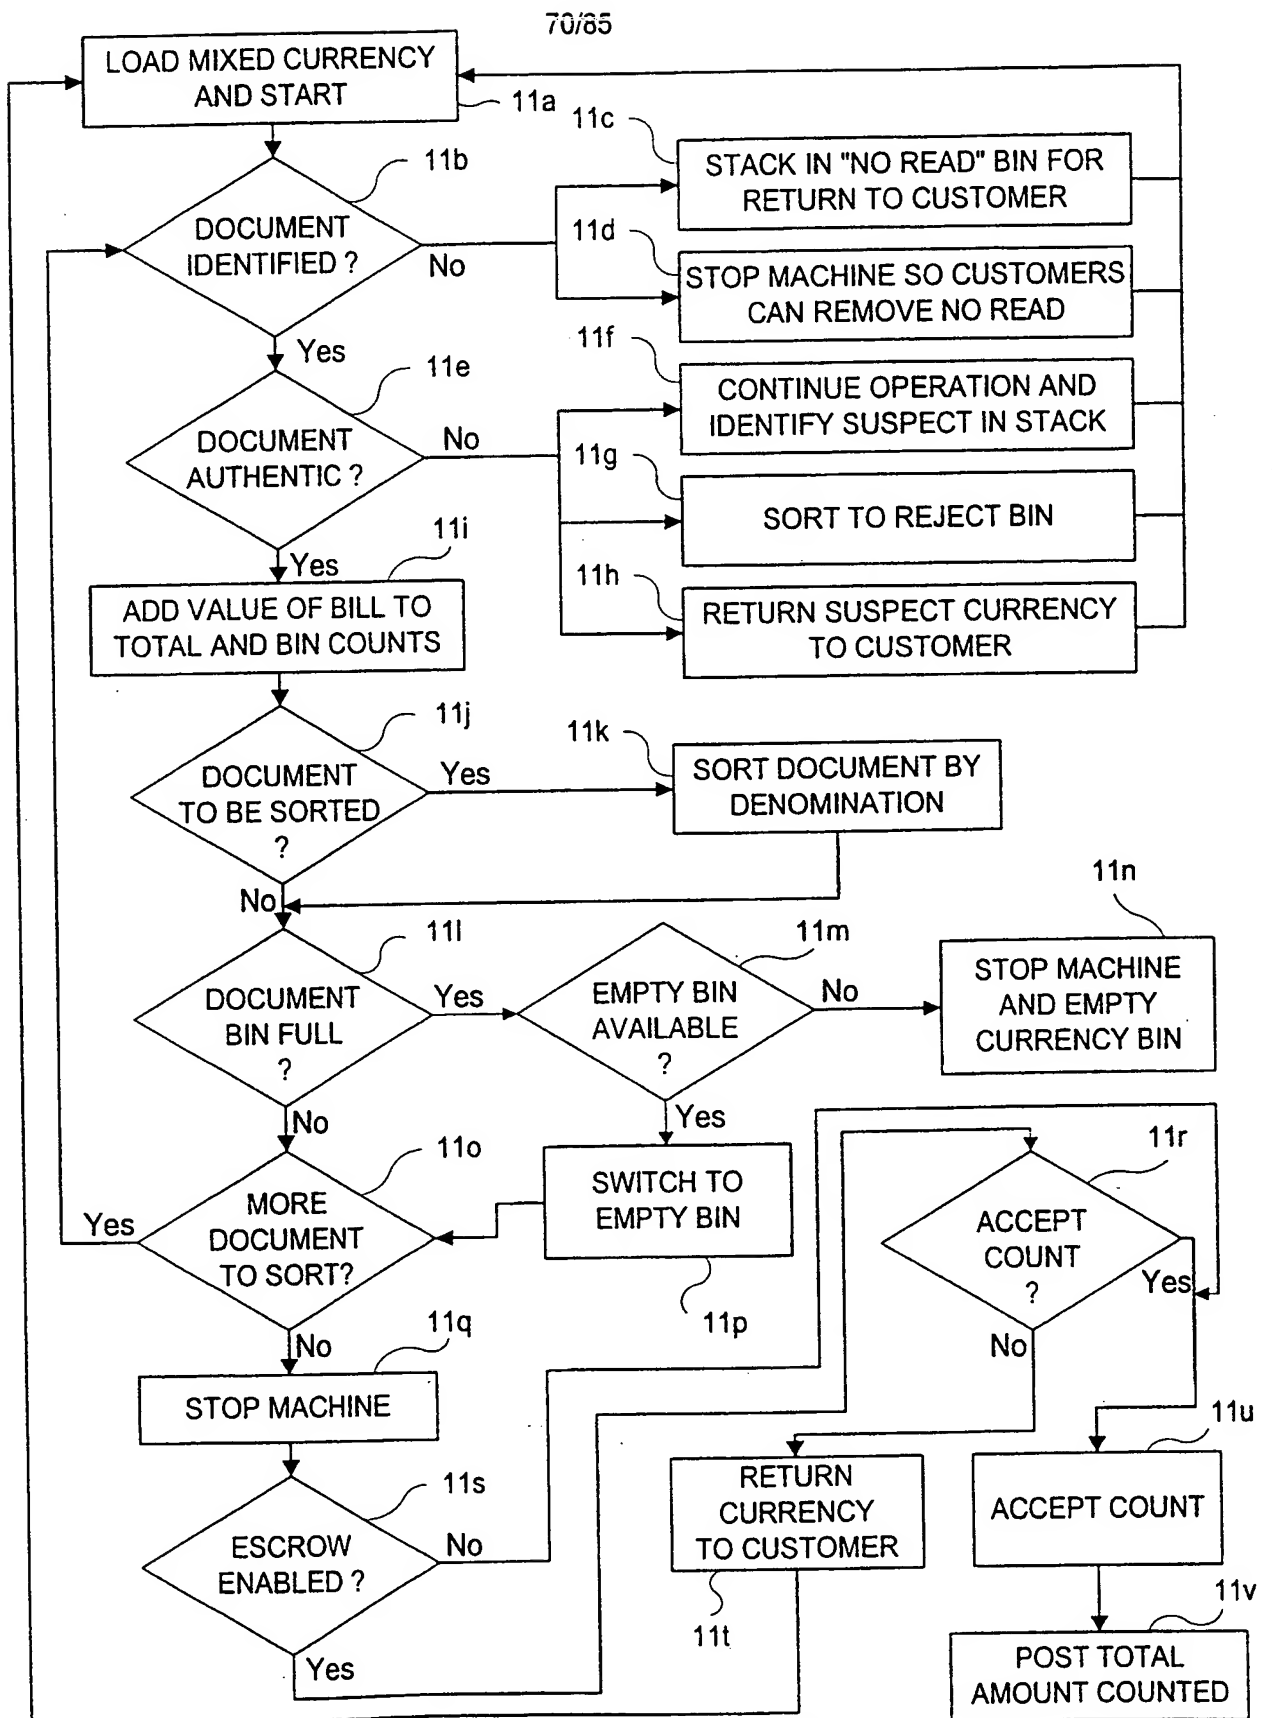 70/85
LOAD MIXED CURRENCY
AND START
11a
11b
DOCUMENT
IDENTIFIED ?
No
Yes
11c
STACK IN "NO READ" BIN FOR
RETURN TO CUSTOMER
11d
STOP MACHINE SO CUSTOMERS
CAN REMOVE NO READ
11e
DOCUMENT
AUTHENTIC ?
No
Yes
11f
CONTINUE OPERATION AND
IDENTIFY SUSPECT IN STACK
11g
SORT TO REJECT BIN
11h
RETURN SUSPECT CURRENCY
TO CUSTOMER
11i
ADD VALUE OF BILL TO
TOTAL AND BIN COUNTS
11j
DOCUMENT
TO BE SORTED
?
Yes
No
11k
SORT DOCUMENT BY
DENOMINATION
11l
DOCUMENT
BIN FULL
?
Yes
No
11m
EMPTY BIN
AVAILABLE
?
No
Yes
11n
STOP MACHINE
AND EMPTY
CURRENCY BIN
11o
MORE
DOCUMENT
TO SORT?
Yes
No
SWITCH TO
EMPTY BIN
11p
11r
ACCEPT
COUNT
?
Yes
No
11q
STOP MACHINE
11s
ESCROW
ENABLED ?
No
Yes
RETURN
CURRENCY
TO CUSTOMER
11t
11u
ACCEPT COUNT
11v
POST TOTAL
AMOUNT COUNTED